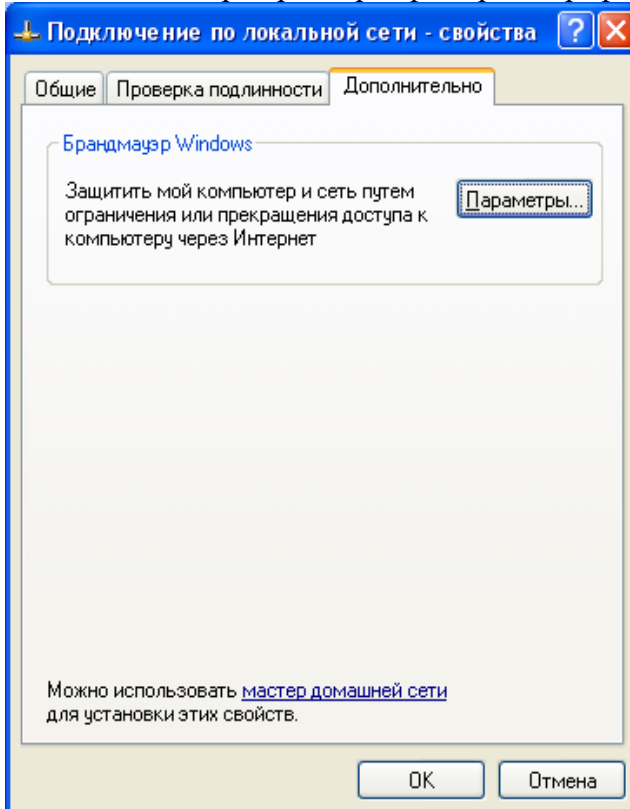 Подключение по локальной сети - свойства
Общие Проверка подлинности Дополнительно
Брандмауэр Windows
Защитить мой компьютер и сеть путем
ограничения или прекращения доступа к
компьютеру через Интернет
Параметры...
Можно использовать мастер домашней сети
для установки этих свойств.
ОК Отмена